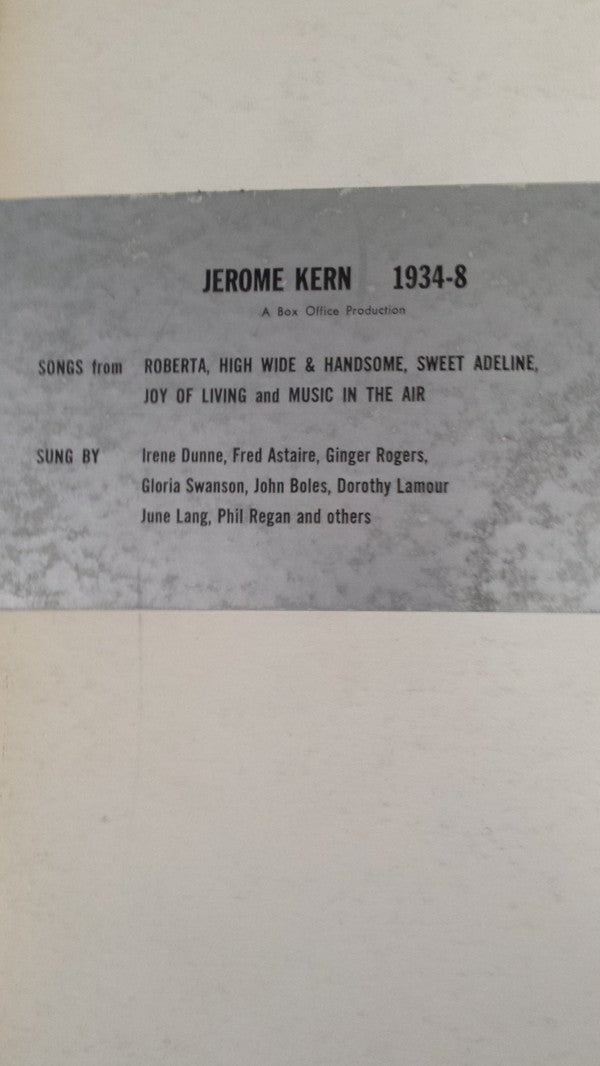 JEROME KERN 1934-8
A Box Office Production
SONGS from ROBERTA, HIGH WIDE & HANDSOME, SWEET ADELINE,
JOY OF LIVING and MUSIC IN THE AIR
SUNG BY Irene Dunne, Fred Astaire, Ginger Rogers,
Gloria Swanson, John Boles, Dorothy Lamour
June Lang, Phil Regan and others